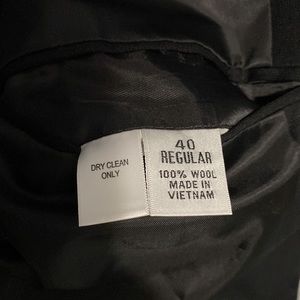 DRY CLEAN
ONLY
40
REGULAR
100% WOOL
MADE IN
VIETNAM